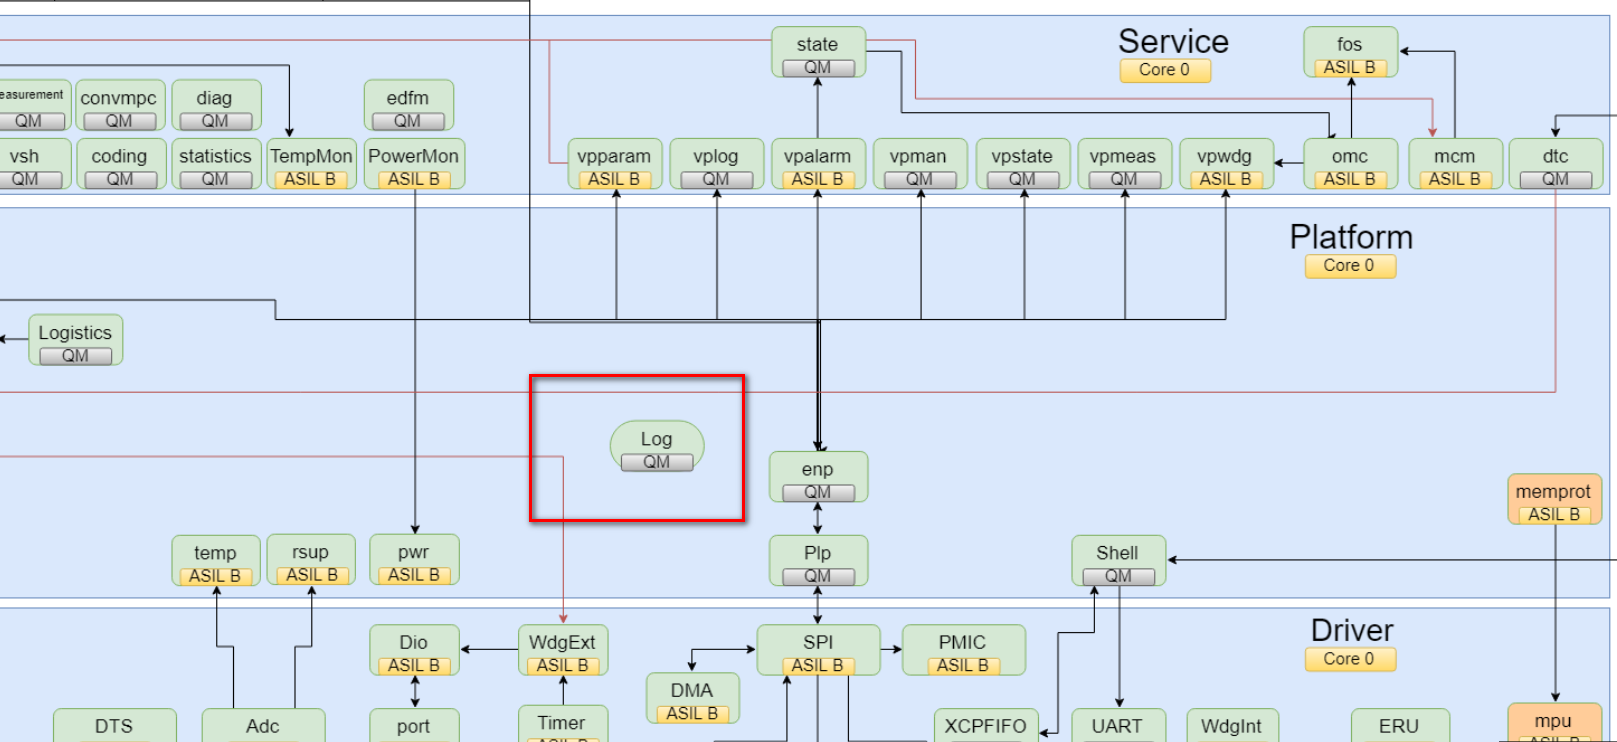 state
QM
Service
Core 0
fos
ASIL B
easurement
QM
convmpc
QM
diag
QM
edfm
QM
vsh
QM
coding
QM
statistics
QM
TempMon
ASIL B
PowerMon
ASIL B
vpparam
ASIL B
vplog
QM
vpalarm
ASIL B
vpman
QM
vpstate
QM
vpmeas
QM
vpwdg
ASIL B
omc
ASIL B
mcm
ASIL B
dtc
QM
Platform
Core 0
Logistics
QM
Log
QM
enp
QM
memprot
ASIL B
temp
ASIL B
rsup
ASIL B
pwr
ASIL B
Plp
QM
Shell
QM
Driver
Core 0
Dio
ASIL B
WdgExt
ASIL B
SPI
ASIL B
PMIC
ASIL B
DMA
ASIL B
DTS
Adc
port
Timer
ASIL B
XCPFIFO
UART
WdgInt
ERU
mpu
ASIL B